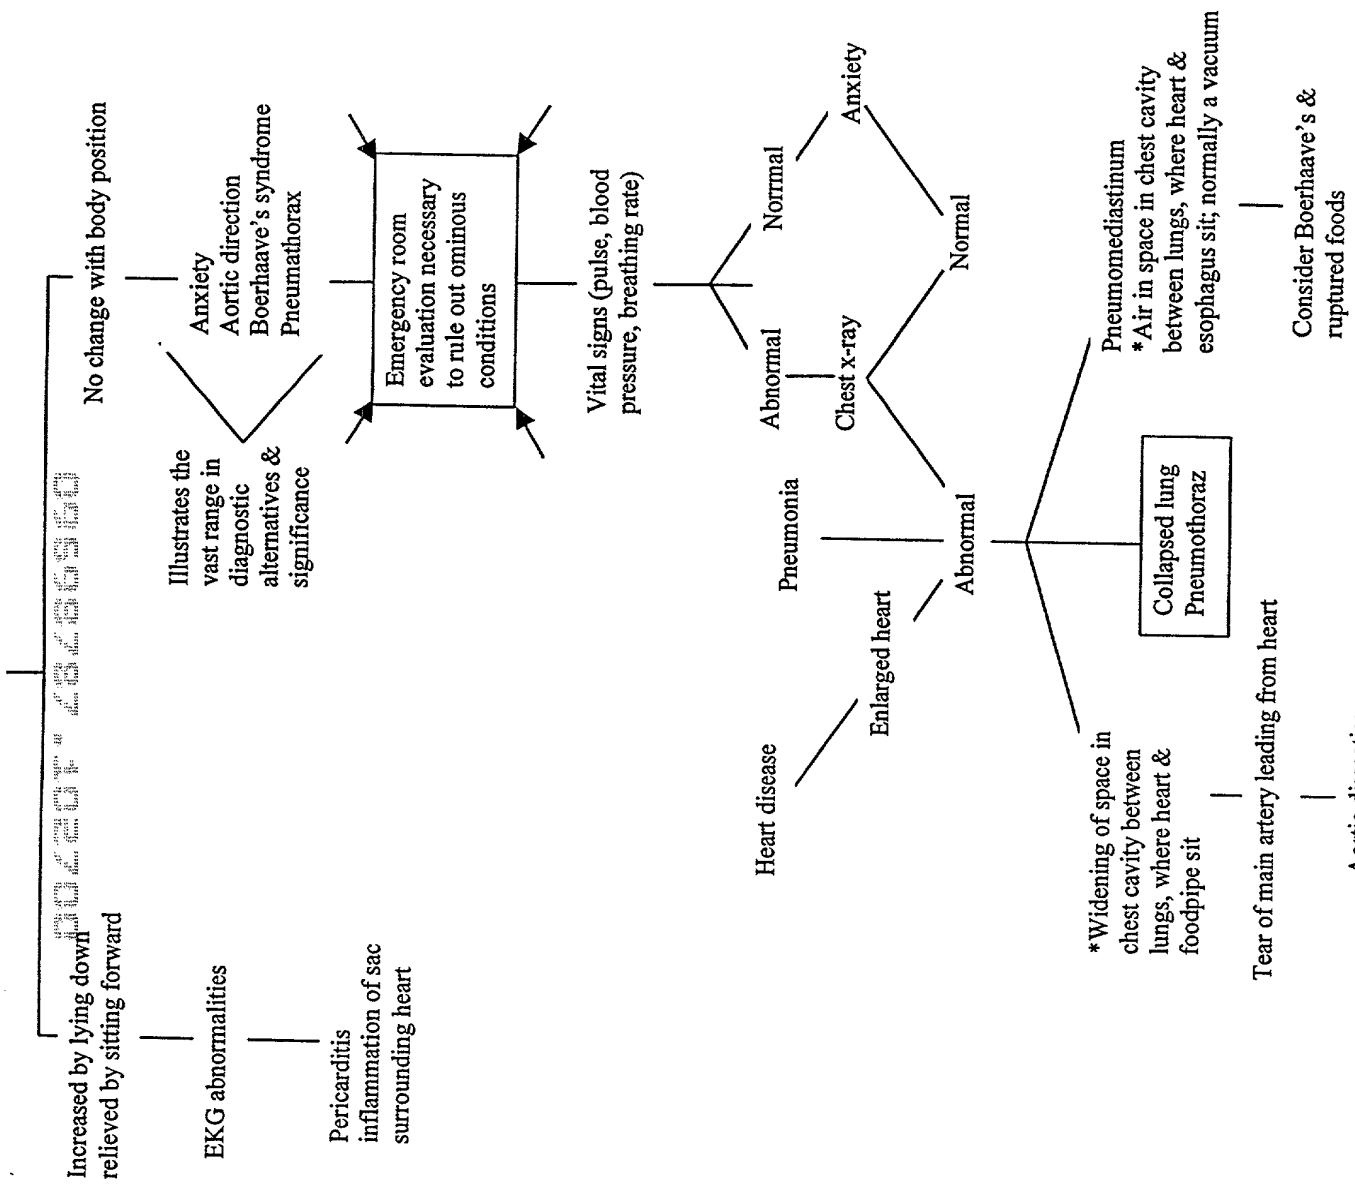 Increased by lying down
relieved by sitting forward
EKG abnormalities
Pericarditis
inflammation of sac
surrounding heart
No change with body position
Anxiety
Aortic direction
Boerhaave's syndrome
Pneumathorax
Illustrates the
vast range in
diagnostic
alternatives &
significance
Emergency room
evaluation necessary
to rule out ominous
conditions
Vital signs (pulse, blood
pressure, breathing rate)
Abnormal
Normal
Chest x-ray
Anxiety
Normal
Abnormal
Pneumonia
Enlarged heart
Heart disease
*Widening of space in
chest cavity between
lungs, where heart &
foodpipe sit
Tear of main artery leading from heart
Collapsed lung
Pneumothoraz
Pneumomediastinum
*Air in space in chest cavity
between lungs, where heart &
esophagus sit; normally a vacuum
Consider Boerhaave's &
ruptured foods